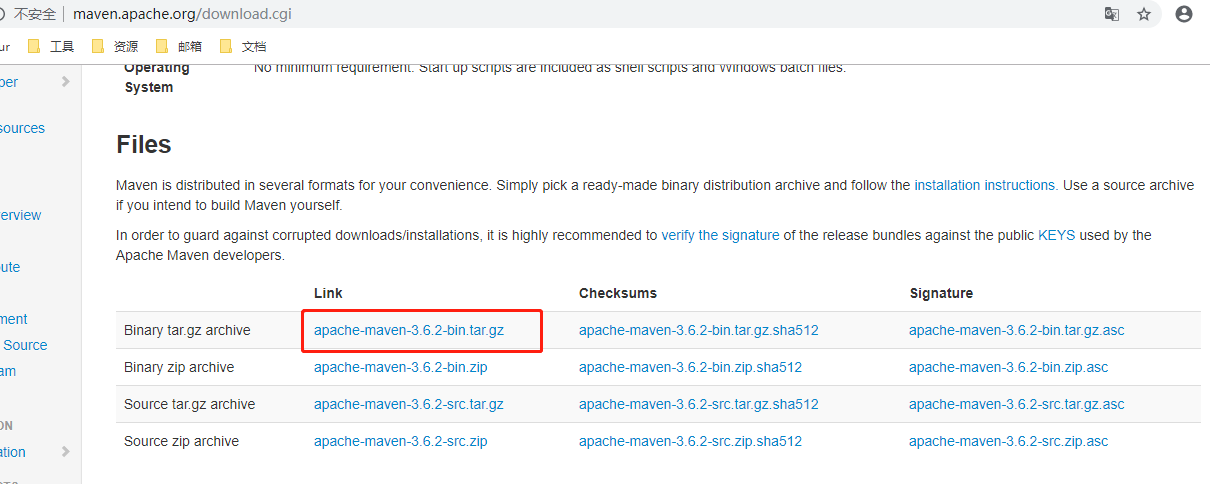 不安全 maven.apache.org/download.cgi
ur 工具 资源 邮箱 文档
Operating No minimum requirement. Start up scripts are included as shell scripts and Windows batch files.
System
per
sources
erview
ute
ment
Source
am
ON
ation
Files
Maven is distributed in several formats for your convenience. Simply pick a ready-made binary distribution archive and follow the installation instructions. Use a source archive
if you intend to build Maven yourself.
In order to guard against corrupted downloads/installations, it is highly recommended to verify the signature of the release bundles against the public KEYS used by the
Apache Maven developers.
Link Checksums Signature
Binary tar.gz archive apache-maven-3.6.2-bin.tar.gz apache-maven-3.6.2-bin.tar.gz.sha512 apache-maven-3.6.2-bin.tar.gz.asc
Binary zip archive apache-maven-3.6.2-bin.zip apache-maven-3.6.2-bin.zip.sha512 apache-maven-3.6.2-bin.zip.asc
Source tar.gz archive apache-maven-3.6.2-src.tar.gz apache-maven-3.6.2-src.tar.gz.sha512 apache-maven-3.6.2-src.tar.gz.asc
Source zip archive apache-maven-3.6.2-src.zip apache-maven-3.6.2-src.zip.sha512 apache-maven-3.6.2-src.zip.asc